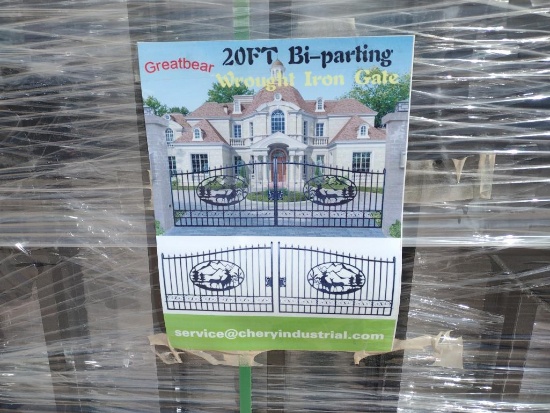 Greatbear
20FT Bi-parting
Wrought Iron Gate
service@cheryindustrial.com